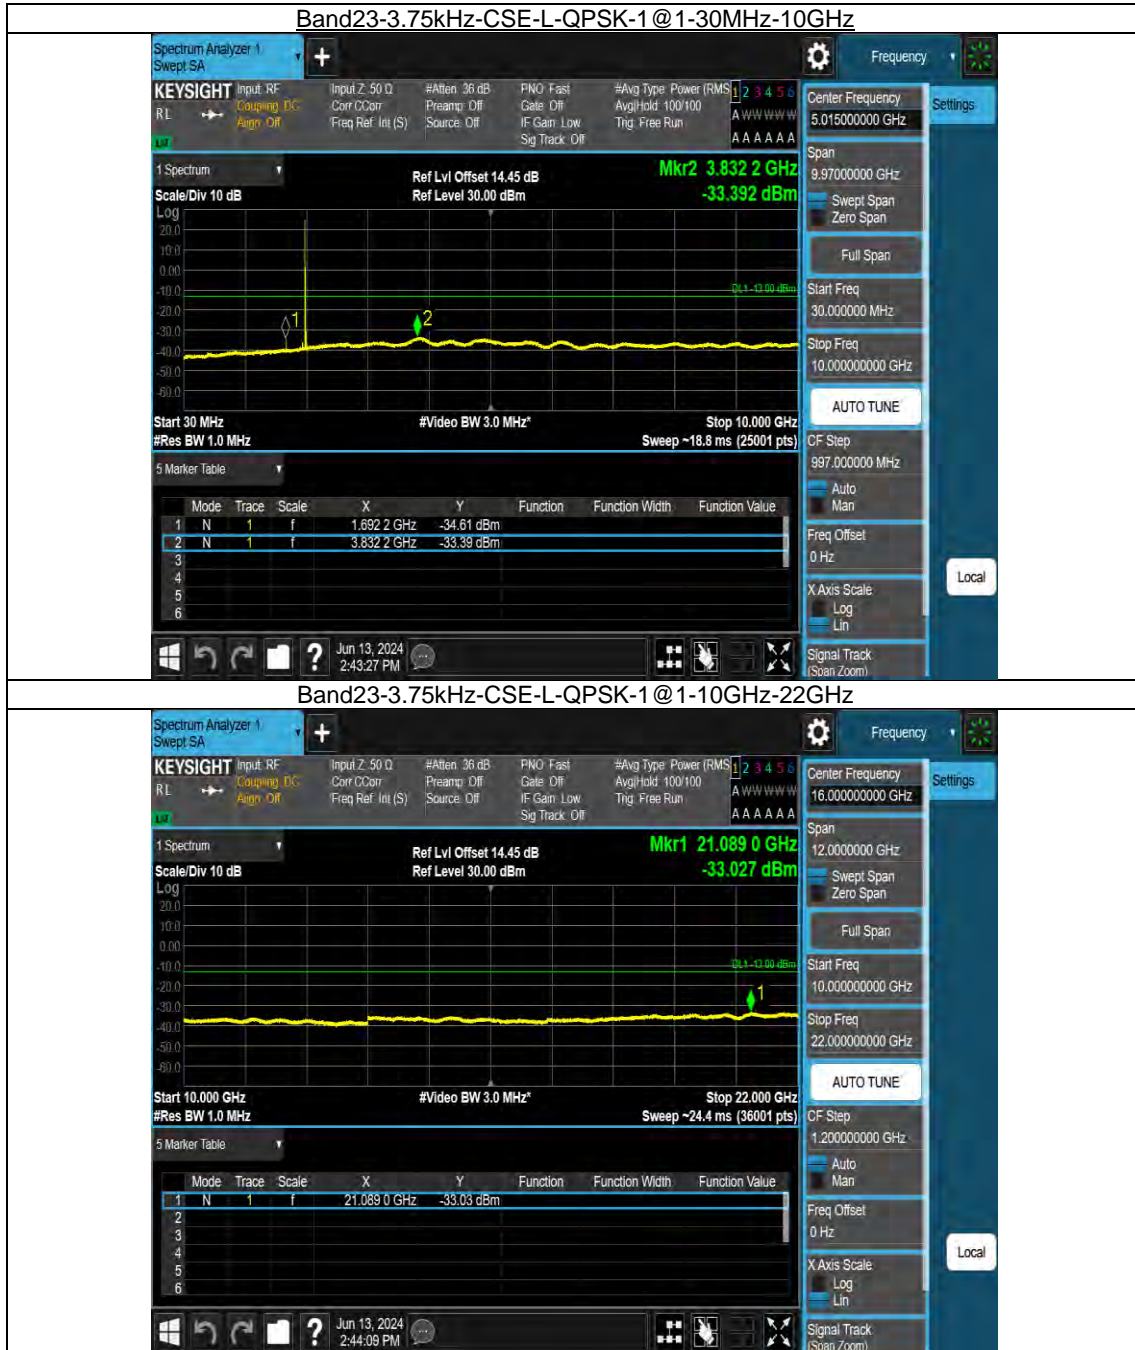 Band23-3.75kHz-CSE-L-QPSK-1@1-30MHz-10GHz
Spectrum Analyzer 1
Swept SA
+
Frequency
KEYSIGHT
RL
Input: RF
Coupling: DC
Align: Off
Input Z: 50 Ω
Corr CCorr
Freq Ref: Int (S)
#Atten: 36 dB
Preamp: Off
Source: Off
PNO: Fast
Gate: Off
IF Gain: Low
Sig Track: Off
#Avg Type: Power (RMS
Avg|Hold: 100/100
Trig: Free Run
1 2 3 4 5 6
A W W W W W
A A A A A A
Center Frequency
5.015000000 GHz
Settings
1 Spectrum
Scale/Div 10 dB
Ref Lvl Offset 14.45 dB
Ref Level 30.00 dBm
Mkr2 3.832 2 GHz
-33.392 dBm
Span
9.97000000 GHz
Swept Span
Zero Span
Full Span
Log
20.0
10.0
0.00
-10.0
-20.0
-30.0
-40.0
-50.0
-60.0
DL1 -13.00 dBm
1
2
Start Freq
30.000000 MHz
Stop Freq
10.000000000 GHz
AUTO TUNE
Start 30 MHz
#Res BW 1.0 MHz
#Video BW 3.0 MHz*
Stop 10.000 GHz
Sweep ~18.8 ms (25001 pts)
CF Step
997.000000 MHz
Auto
Man
5 Marker Table
Mode Trace Scale X Y Function Function Width Function Value
1 N 1 f 1.692 2 GHz -34.61 dBm
2 N 1 f 3.832 2 GHz -33.39 dBm
3
4
5
6
Freq Offset
0 Hz
Local
X Axis Scale
Log
Lin
Signal Track
(Span Zoom)
?
Jun 13, 2024
2:43:27 PM
Band23-3.75kHz-CSE-L-QPSK-1@1-10GHz-22GHz
Spectrum Analyzer 1
Swept SA
+
Frequency
KEYSIGHT
RL
Input: RF
Coupling: DC
Align: Off
Input Z: 50 Ω
Corr CCorr
Freq Ref: Int (S)
#Atten: 36 dB
Preamp: Off
Source: Off
PNO: Fast
Gate: Off
IF Gain: Low
Sig Track: Off
#Avg Type: Power (RMS
Avg|Hold: 100/100
Trig: Free Run
1 2 3 4 5 6
A W W W W W
A A A A A A
Center Frequency
16.000000000 GHz
Settings
1 Spectrum
Scale/Div 10 dB
Ref Lvl Offset 14.45 dB
Ref Level 30.00 dBm
Mkr1 21.089 0 GHz
-33.027 dBm
Span
12.0000000 GHz
Swept Span
Zero Span
Full Span
Log
20.0
10.0
0.00
-10.0
-20.0
-30.0
-40.0
-50.0
-60.0
DL1 -13.00 dBm
1
Start Freq
10.000000000 GHz
Stop Freq
22.000000000 GHz
AUTO TUNE
Start 10.000 GHz
#Res BW 1.0 MHz
#Video BW 3.0 MHz*
Stop 22.000 GHz
Sweep ~24.4 ms (36001 pts)
CF Step
1.200000000 GHz
Auto
Man
5 Marker Table
Mode Trace Scale X Y Function Function Width Function Value
1 N 1 f 21.089 0 GHz -33.03 dBm
2
3
4
5
6
Freq Offset
0 Hz
Local
X Axis Scale
Log
Lin
Signal Track
(Span Zoom)
?
Jun 13, 2024
2:44:09 PM